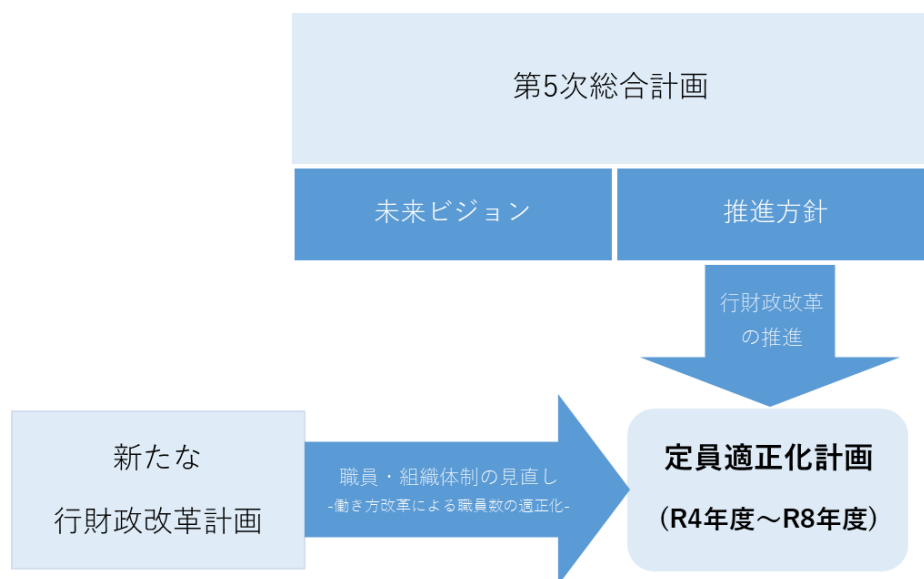 第5次総合計画
未来ビジョン
推進方針
行財政改革
の推進
新たな
行財政改革計画
職員・組織体制の見直し
-働き方改革による職員数の適正化-
定員適正化計画
（R4年度～R8年度）